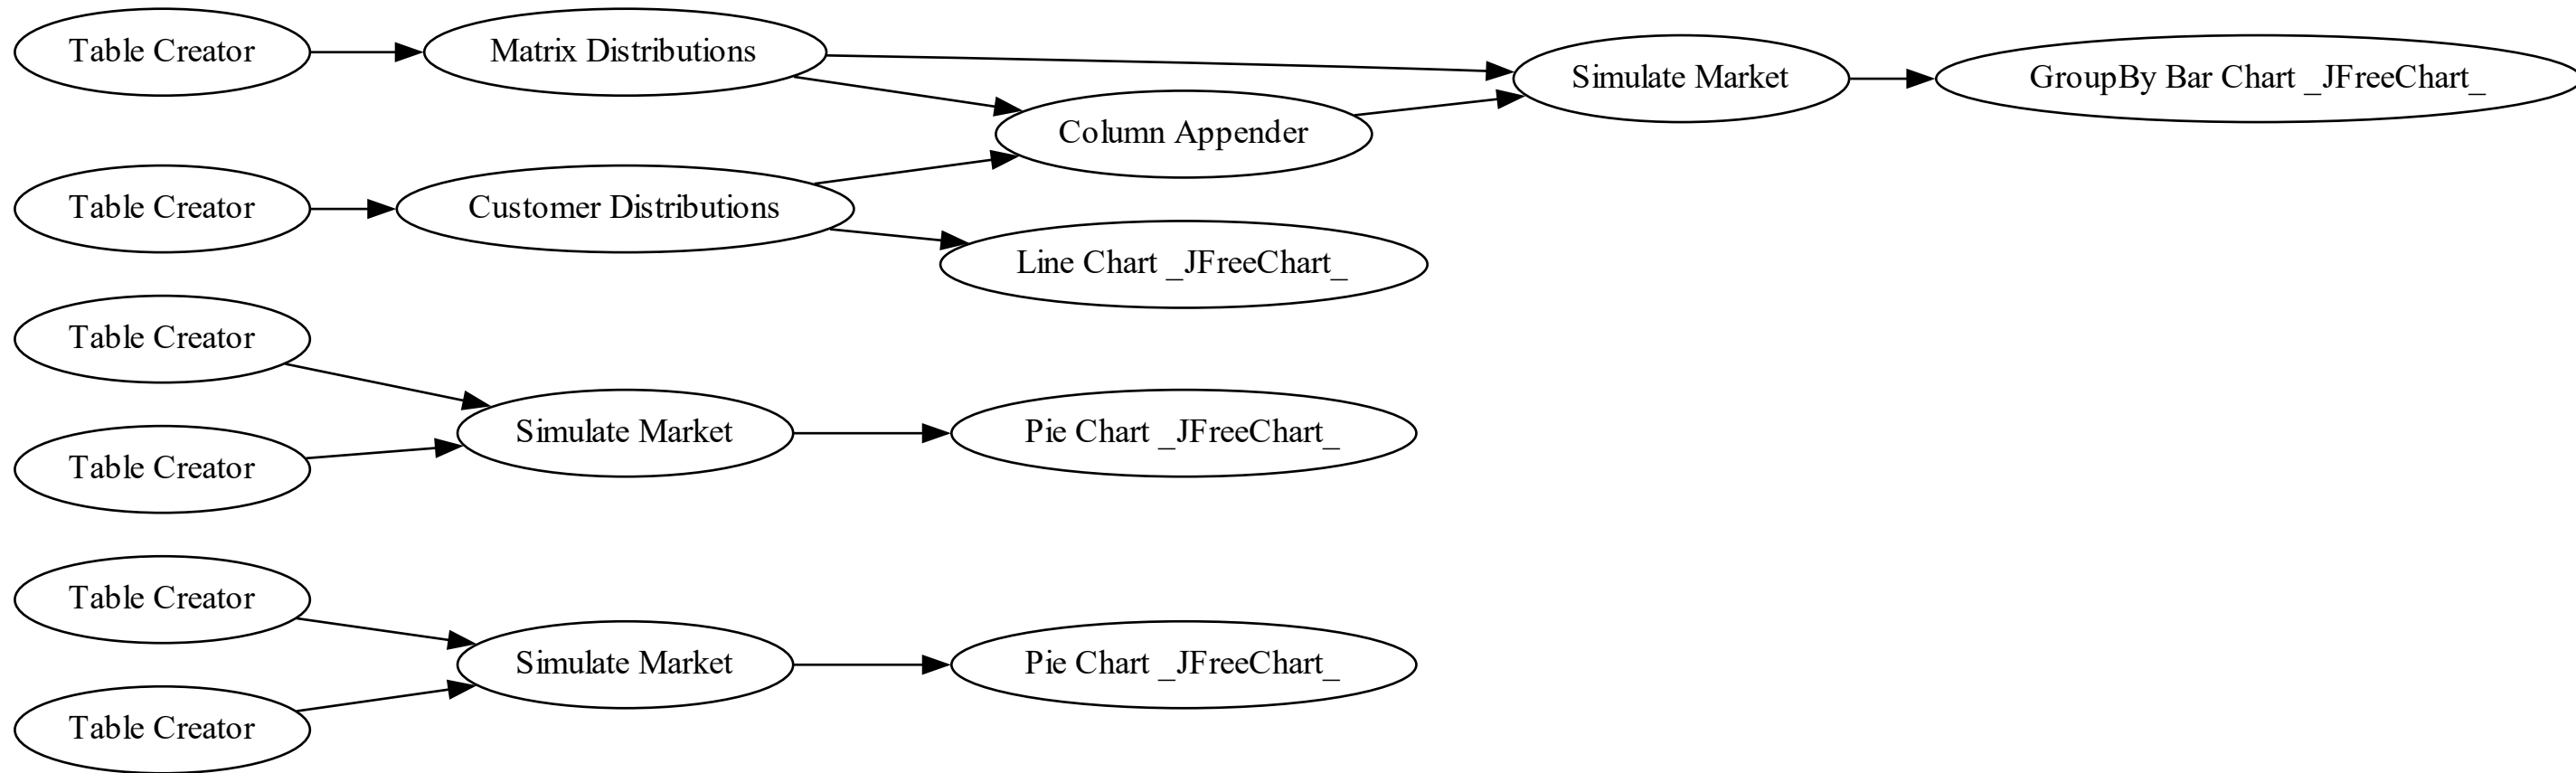 Table Creator
Matrix Distributions
Simulate Market
GroupBy Bar Chart _JFreeChart_
Column Appender
Table Creator
Customer Distributions
Line Chart _JFreeChart_
Table Creator
Simulate Market
Pie Chart _JFreeChart_
Table Creator
Table Creator
Simulate Market
Pie Chart _JFreeChart_
Table Creator